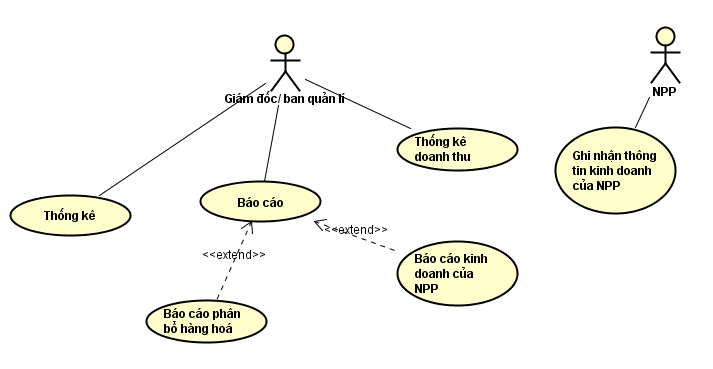 Giám đốc/ ban quản lí
NPP
Thống kê
doanh thu
Ghi nhận thông
tin kinh doanh
của NPP
Thống kê
Báo cáo
<<extend>>
<<extend>>
Báo cáo kinh
doanh của
NPP
Báo cáo phân
bổ hàng hoá